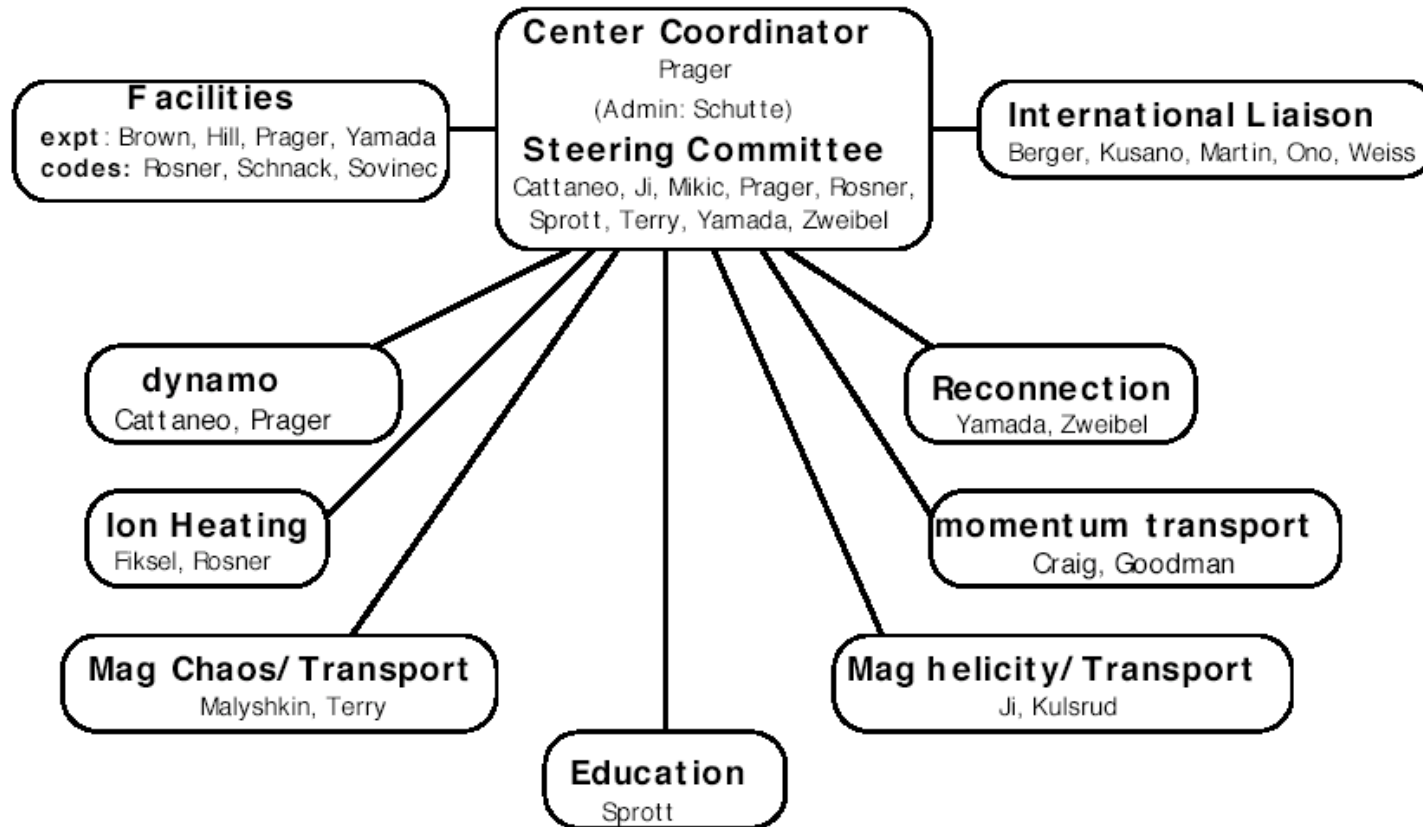 Center Coordinator
Prager
(Admin: Schutte)
Steering Committee
Cattaneo, Ji, Mikic, Prager, Rosner,
Sprott, Terry, Yamada, Zweibel
Facilities
expt: Brown, Hill, Prager, Yamada
codes: Rosner, Schnack, Sovinec
International Liaison
Berger, Kusano, Martin, Ono, Weiss
dynamo
Cattaneo, Prager
Reconnection
Yamada, Zweibel
Ion Heating
Fiksel, Rosner
momentum transport
Craig, Goodman
Mag Chaos/Transport
Malyshkin, Terry
Mag helicity/Transport
Ji, Kulsrud
Education
Sprott